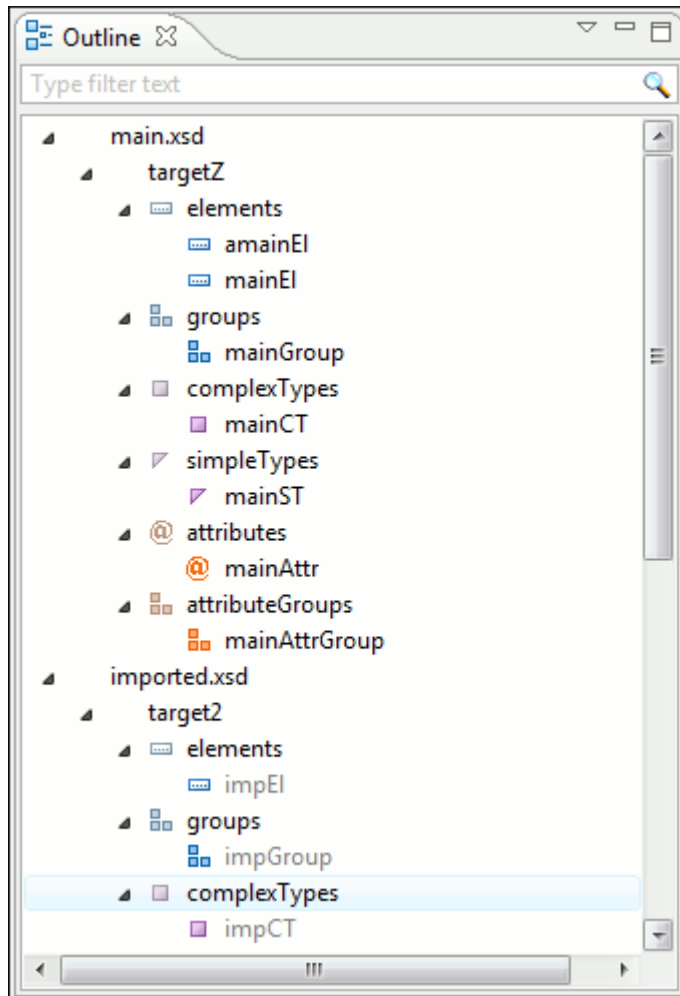 Outline
Type filter text
main.xsd
targetZ
elements
amainEl
mainEl
groups
mainGroup
complexTypes
mainCT
simpleTypes
mainST
attributes
mainAttr
attributeGroups
mainAttrGroup
imported.xsd
target2
elements
impEl
groups
impGroup
complexTypes
impCT